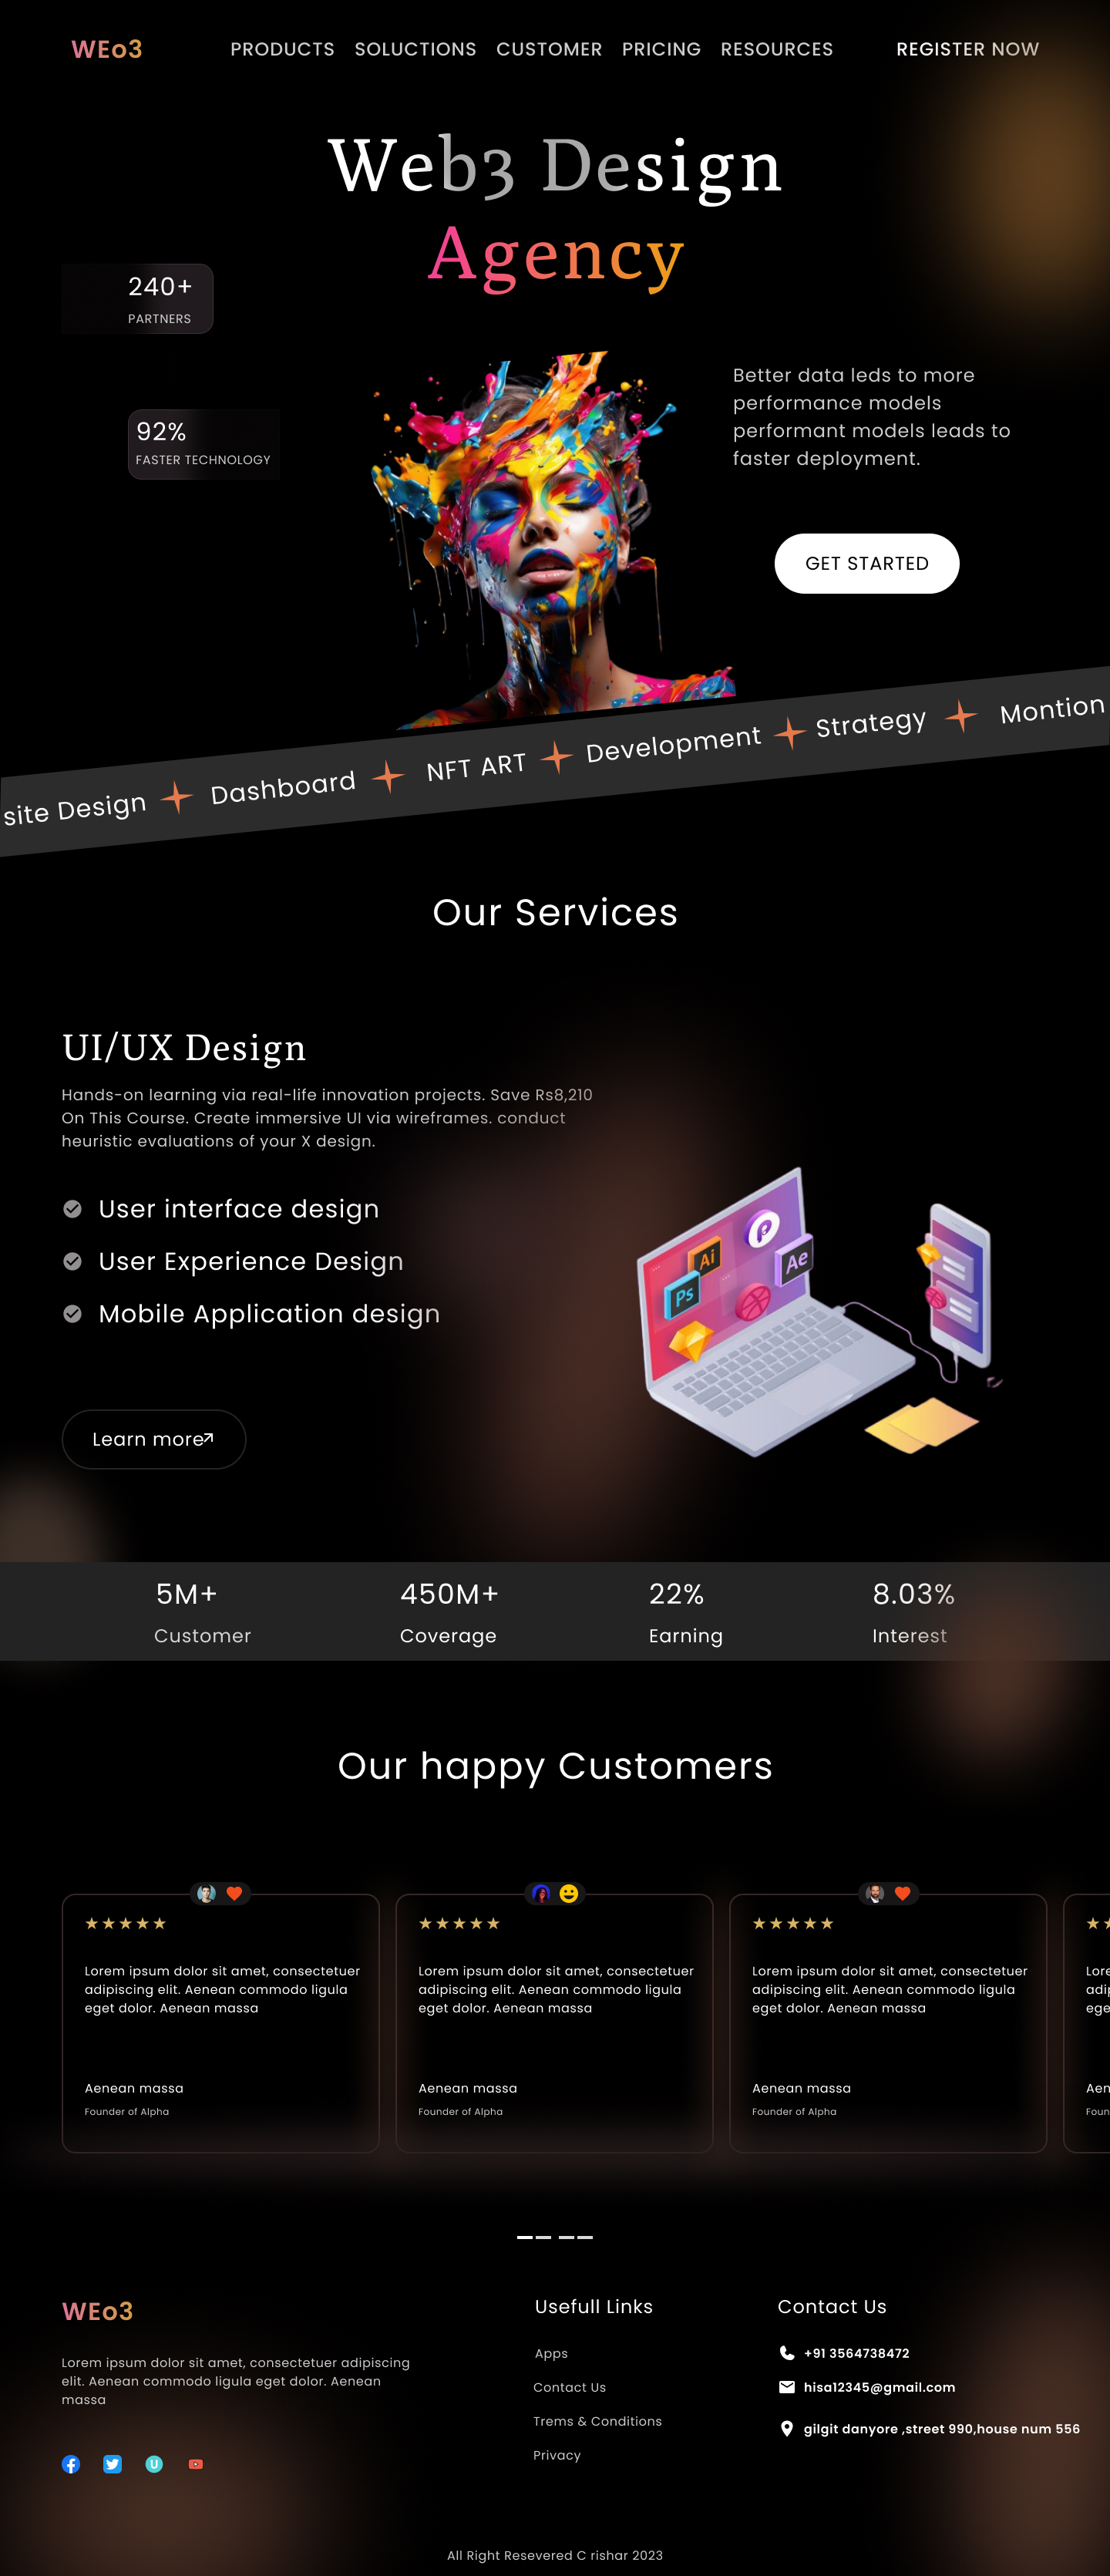 WEo3
PRODUCTS SOLUCTIONS CUSTOMER PRICING RESOURCES
REGISTER NOW
Web3 Design
Agency
240+
PARTNERS
92%
FASTER TECHNOLOGY
Better data leds to more
performance models
performant models leads to
faster deployment.
GET STARTED
site Design Dashboard NFT ART Development Strategy Montion
Our Services
UI/UX Design
Hands-on learning via real-life innovation projects. Save Rs8,210
On This Course. Create immersive UI via wireframes. conduct
heuristic evaluations of your X design.
User interface design
User Experience Design
Mobile Application design
Ai
Ae
Ps
Learn more
5M+
Customer
450M+
Coverage
22%
Earning
8.03%
Interest
Our happy Customers
Lorem ipsum dolor sit amet, consectetuer
adipiscing elit. Aenean commodo ligula
eget dolor. Aenean massa
Aenean massa
Founder of Alpha
Lorem ipsum dolor sit amet, consectetuer
adipiscing elit. Aenean commodo ligula
eget dolor. Aenean massa
Aenean massa
Founder of Alpha
Lorem ipsum dolor sit amet, consectetuer
adipiscing elit. Aenean commodo ligula
eget dolor. Aenean massa
Aenean massa
Founder of Alpha
Lore
adip
ege
Aen
Foun
WEo3
Lorem ipsum dolor sit amet, consectetuer adipiscing
elit. Aenean commodo ligula eget dolor. Aenean
massa
Usefull Links
Apps
Contact Us
Trems & Conditions
Privacy
Contact Us
+91 3564738472
hisa12345@gmail.com
gilgit danyore ,street 990,house num 556
All Right Resevered C rishar 2023